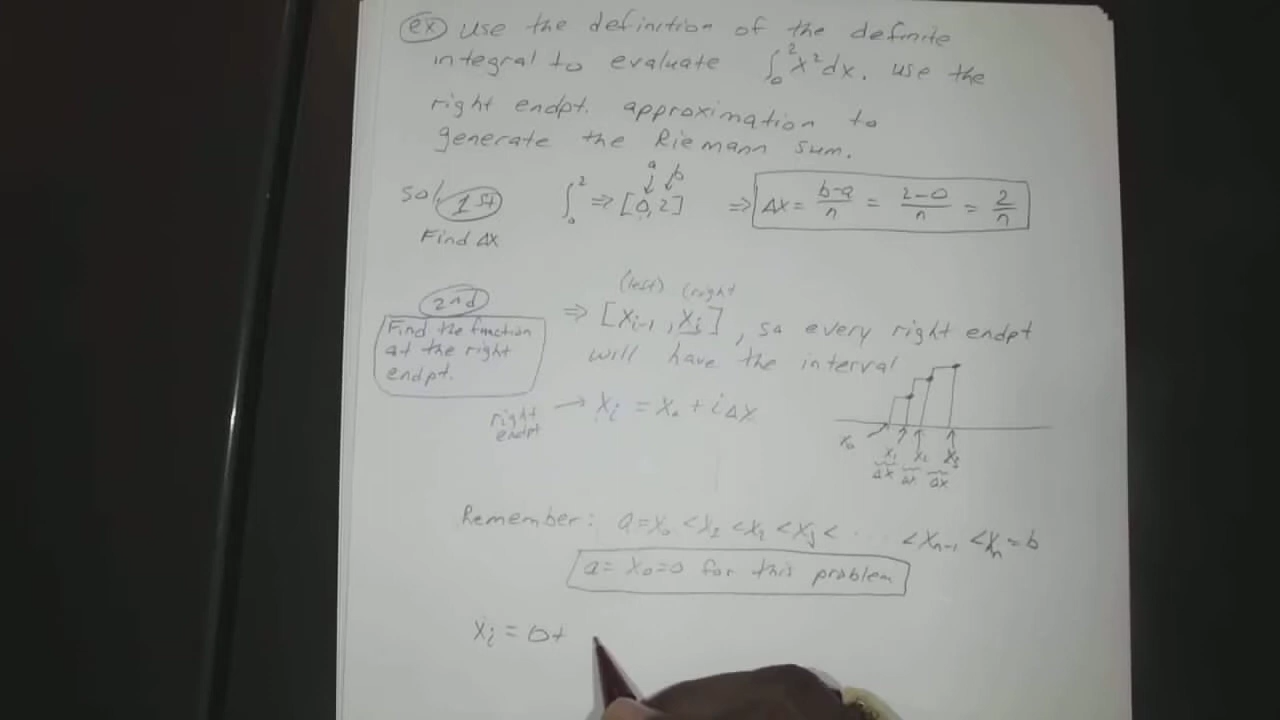 ex use the definition of the definite
integral to evaluate ∫₀² x² dx. use the
right endpt. approximation to
generate the Riemann sum.
a b
sol. 1st ∫₀² ⇒ [0,2] ⇒ Δx = b-a/n = 2-0/n = 2/n
Find Δx
2nd
(left) (right
Find the function
at the right
endpt.
⇒ [xᵢ₋₁, xᵢ], so every right endpt
will have the interval
right
endpt → xᵢ = x₀ + iΔx
x₀ x₁ x₂ x₃
Δx Δx Δx
Remember: a = x₀ < x₁ < x₂ < x₃ < ... < xₙ₋₁ < xₙ = b
a = x₀ = 0 for this problem
xᵢ = 0+